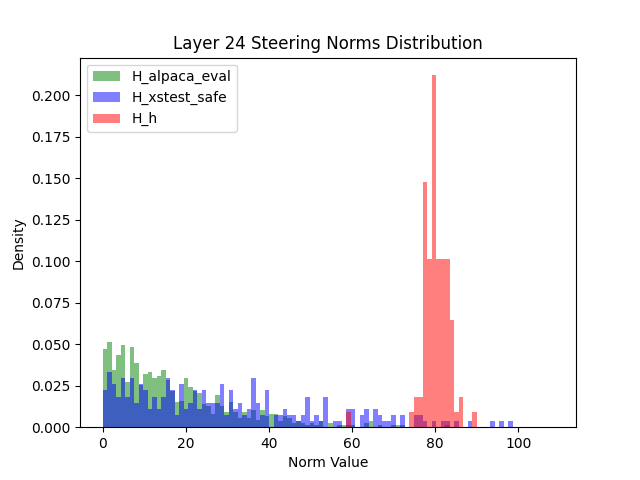 Layer 24 Steering Norms Distribution
H_alpaca_eval
H_xstest_safe
H_h
0.200
0.175
0.150
0.125
0.100
0.075
0.050
0.025
0.000
Density
0 20 40 60 80 100
Norm Value